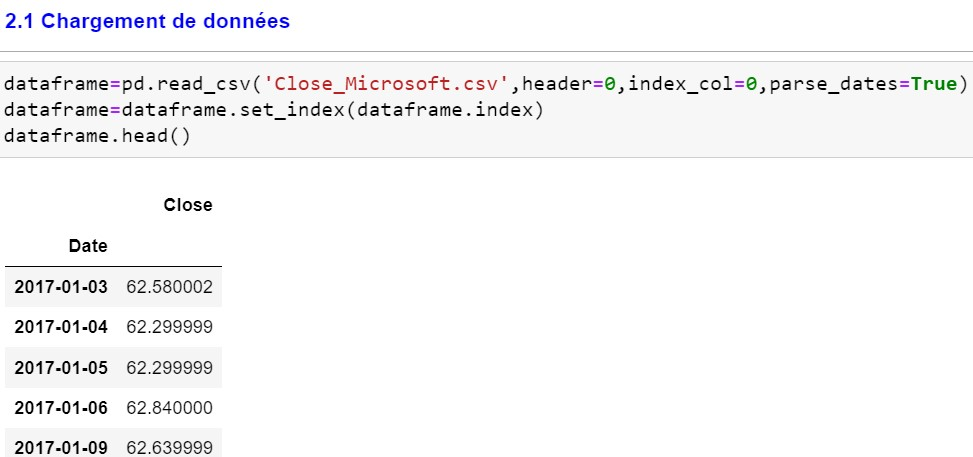 2.1 Chargement de données
dataframe=pd.read_csv('Close_Microsoft.csv',header=0,index_col=0,parse_dates=True)
dataframe=dataframe.set_index(dataframe.index)
dataframe.head()
Close
Date
2017-01-03 62.580002
2017-01-04 62.299999
2017-01-05 62.299999
2017-01-06 62.840000
2017-01-09 62.639999